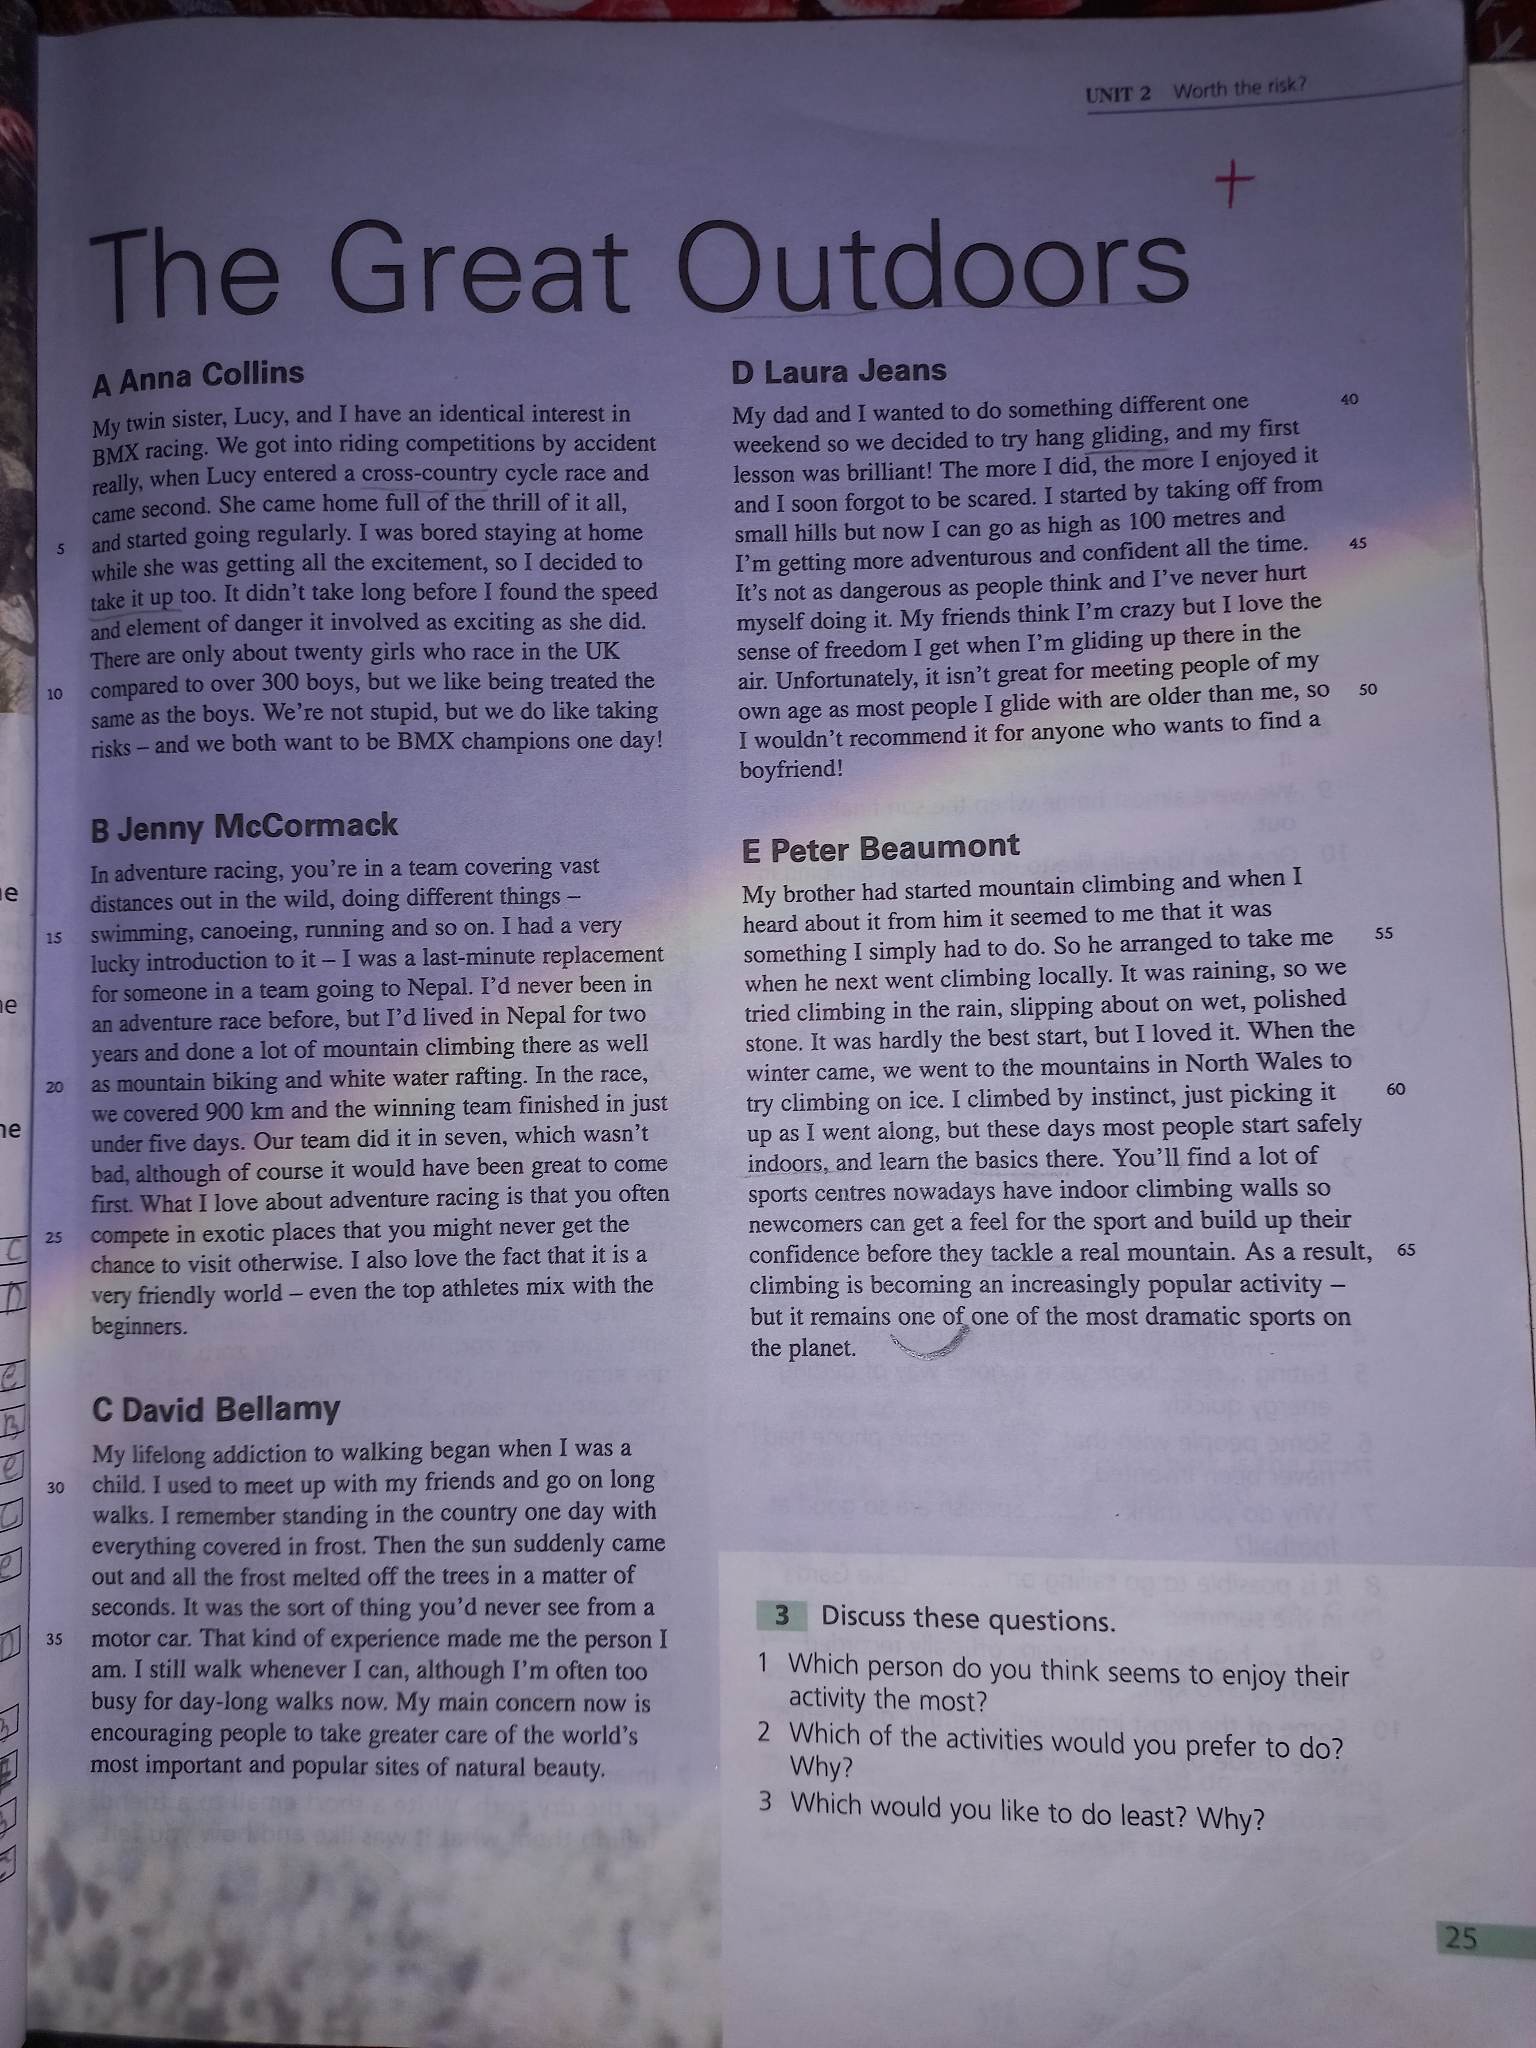 UNIT 2 Worth the risk?
+
The Great Outdoors
A Anna Collins
My twin sister, Lucy, and I have an identical interest in
BMX racing. We got into riding competitions by accident
really, when Lucy entered a cross-country cycle race and
came second. She came home full of the thrill of it all,
5 and started going regularly. I was bored staying at home
while she was getting all the excitement, so I decided to
take it up too. It didn't take long before I found the speed
and element of danger it involved as exciting as she did.
There are only about twenty girls who race in the UK
10 compared to over 300 boys, but we like being treated the
same as the boys. We're not stupid, but we do like taking
risks – and we both want to be BMX champions one day!
B Jenny McCormack
In adventure racing, you're in a team covering vast
distances out in the wild, doing different things –
15 swimming, canoeing, running and so on. I had a very
lucky introduction to it – I was a last-minute replacement
for someone in a team going to Nepal. I'd never been in
an adventure race before, but I'd lived in Nepal for two
years and done a lot of mountain climbing there as well
20 as mountain biking and white water rafting. In the race,
we covered 900 km and the winning team finished in just
under five days. Our team did it in seven, which wasn't
bad, although of course it would have been great to come
first. What I love about adventure racing is that you often
25 compete in exotic places that you might never get the
chance to visit otherwise. I also love the fact that it is a
very friendly world – even the top athletes mix with the
beginners.
C David Bellamy
My lifelong addiction to walking began when I was a
30 child. I used to meet up with my friends and go on long
walks. I remember standing in the country one day with
everything covered in frost. Then the sun suddenly came
out and all the frost melted off the trees in a matter of
seconds. It was the sort of thing you'd never see from a
35 motor car. That kind of experience made me the person I
am. I still walk whenever I can, although I'm often too
busy for day-long walks now. My main concern now is
encouraging people to take greater care of the world's
most important and popular sites of natural beauty.
D Laura Jeans
My dad and I wanted to do something different one 40
weekend so we decided to try hang gliding, and my first
lesson was brilliant! The more I did, the more I enjoyed it
and I soon forgot to be scared. I started by taking off from
small hills but now I can go as high as 100 metres and
I'm getting more adventurous and confident all the time. 45
It's not as dangerous as people think and I've never hurt
myself doing it. My friends think I'm crazy but I love the
sense of freedom I get when I'm gliding up there in the
air. Unfortunately, it isn't great for meeting people of my
own age as most people I glide with are older than me, so 50
I wouldn't recommend it for anyone who wants to find a
boyfriend!
E Peter Beaumont
My brother had started mountain climbing and when I
heard about it from him it seemed to me that it was
something I simply had to do. So he arranged to take me 55
when he next went climbing locally. It was raining, so we
tried climbing in the rain, slipping about on wet, polished
stone. It was hardly the best start, but I loved it. When the
winter came, we went to the mountains in North Wales to
try climbing on ice. I climbed by instinct, just picking it 60
up as I went along, but these days most people start safely
indoors, and learn the basics there. You'll find a lot of
sports centres nowadays have indoor climbing walls so
newcomers can get a feel for the sport and build up their
confidence before they tackle a real mountain. As a result, 65
climbing is becoming an increasingly popular activity –
but it remains one of one of the most dramatic sports on
the planet.
3 Discuss these questions.
1 Which person do you think seems to enjoy their
activity the most?
2 Which of the activities would you prefer to do?
Why?
3 Which would you like to do least? Why?
25